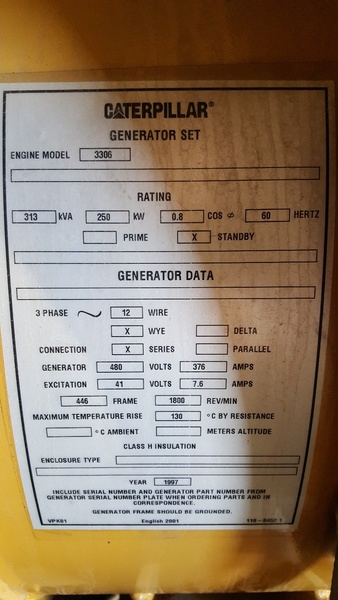 CATERPILLAR®
GENERATOR SET
ENGINE MODEL 3306
RATING
313 kVA 250 kW 0.8 COS ø 60 HERTZ
PRIME X STANDBY
GENERATOR DATA
3 PHASE ~ 12 WIRE
X WYE DELTA
CONNECTION X SERIES PARALLEL
GENERATOR 480 VOLTS 376 AMPS
EXCITATION 41 VOLTS 7.6 AMPS
446 FRAME 1800 REV/MIN
MAXIMUM TEMPERATURE RISE 130 °C BY RESISTANCE
°C AMBIENT METERS ALTITUDE
CLASS H INSULATION
ENCLOSURE TYPE
YEAR 1997
INCLUDE SERIAL NUMBER AND GENERATOR PART NUMBER FROM
GENERATOR SERIAL NUMBER PLATE WHEN ORDERING PARTS AND IN
CORRESPONDENCE.
GENERATOR FRAME SHOULD BE GROUNDED.
VPK01 English 2001